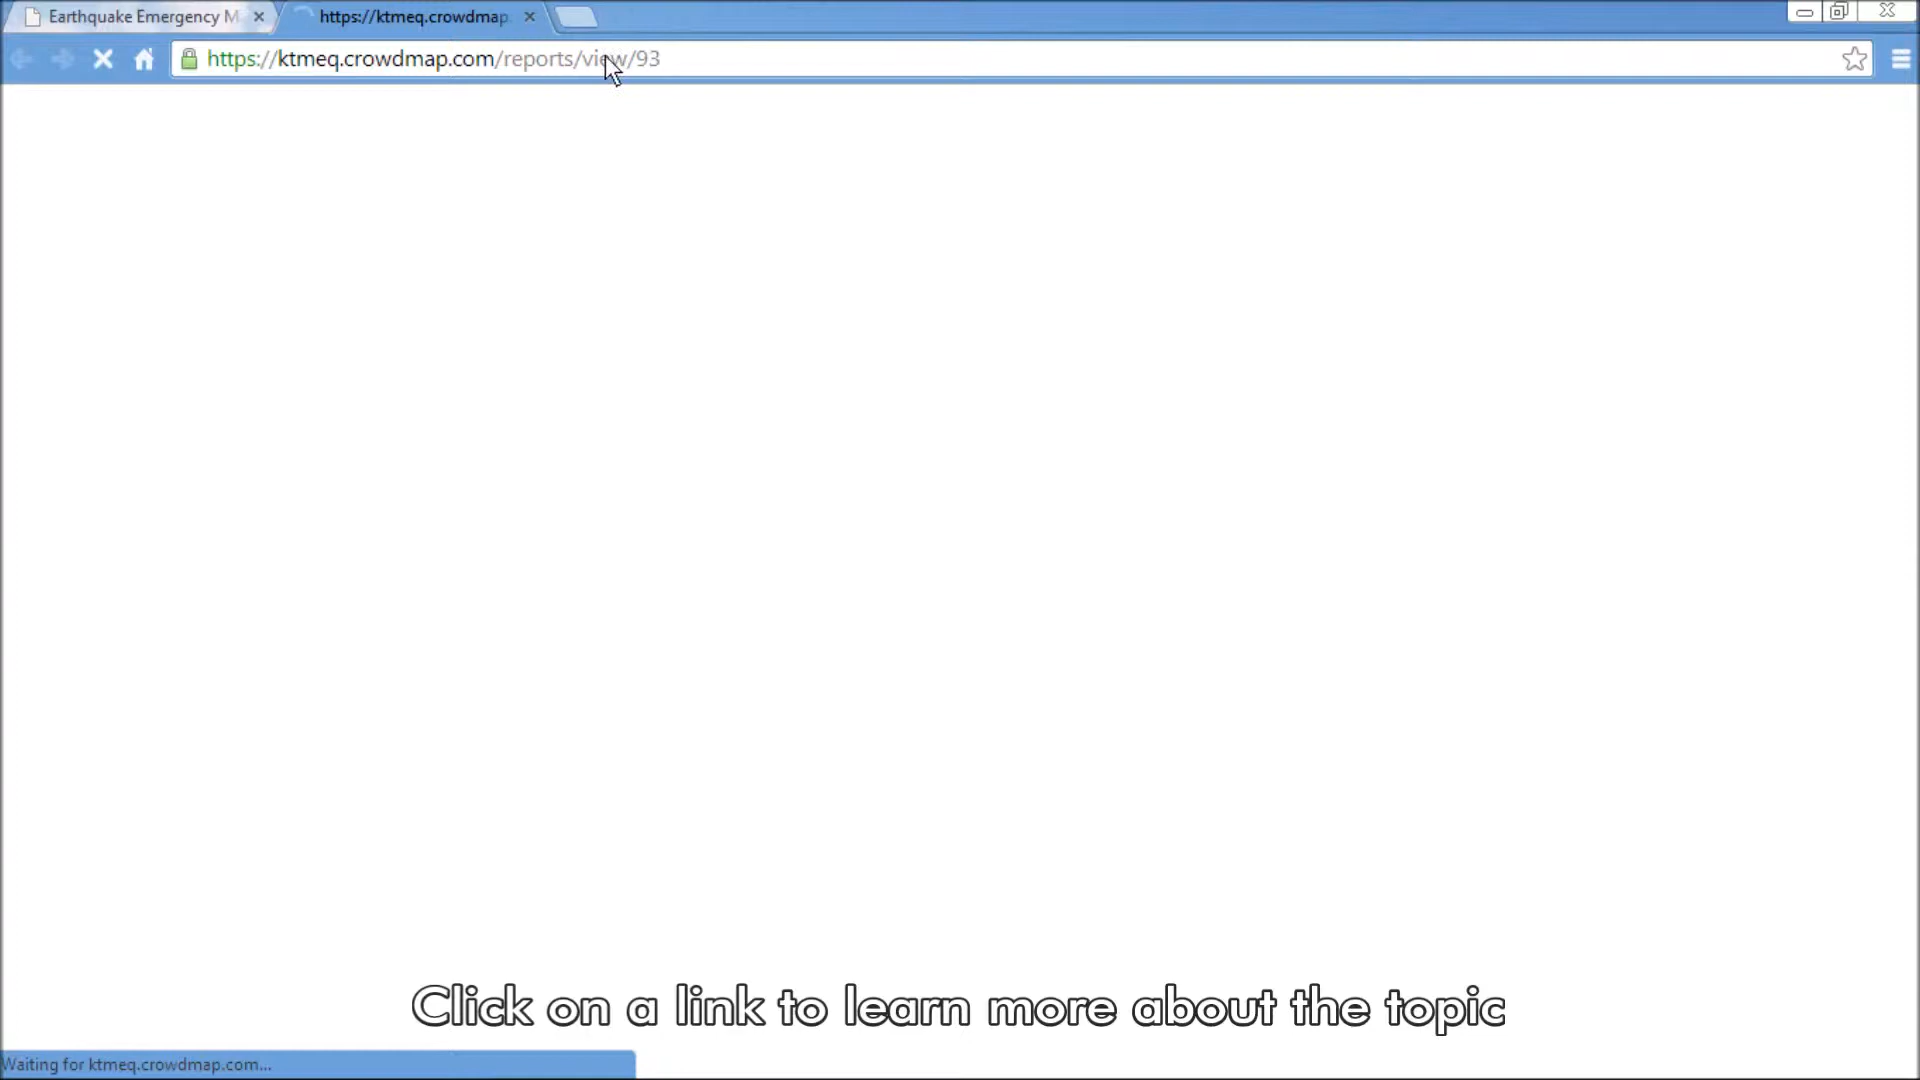 Earthquake Emergency M
https://ktmeq.crowdmap.
https://ktmeq.crowdmap.com/reports/view/93
Click on a link to learn more about the topic
Waiting for ktmeq.crowdmap.com...